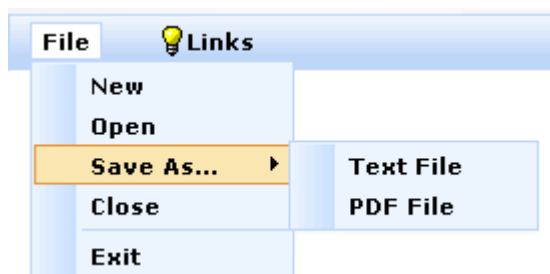 File Links
New
Open
Save As... Text File
Close PDF File
Exit